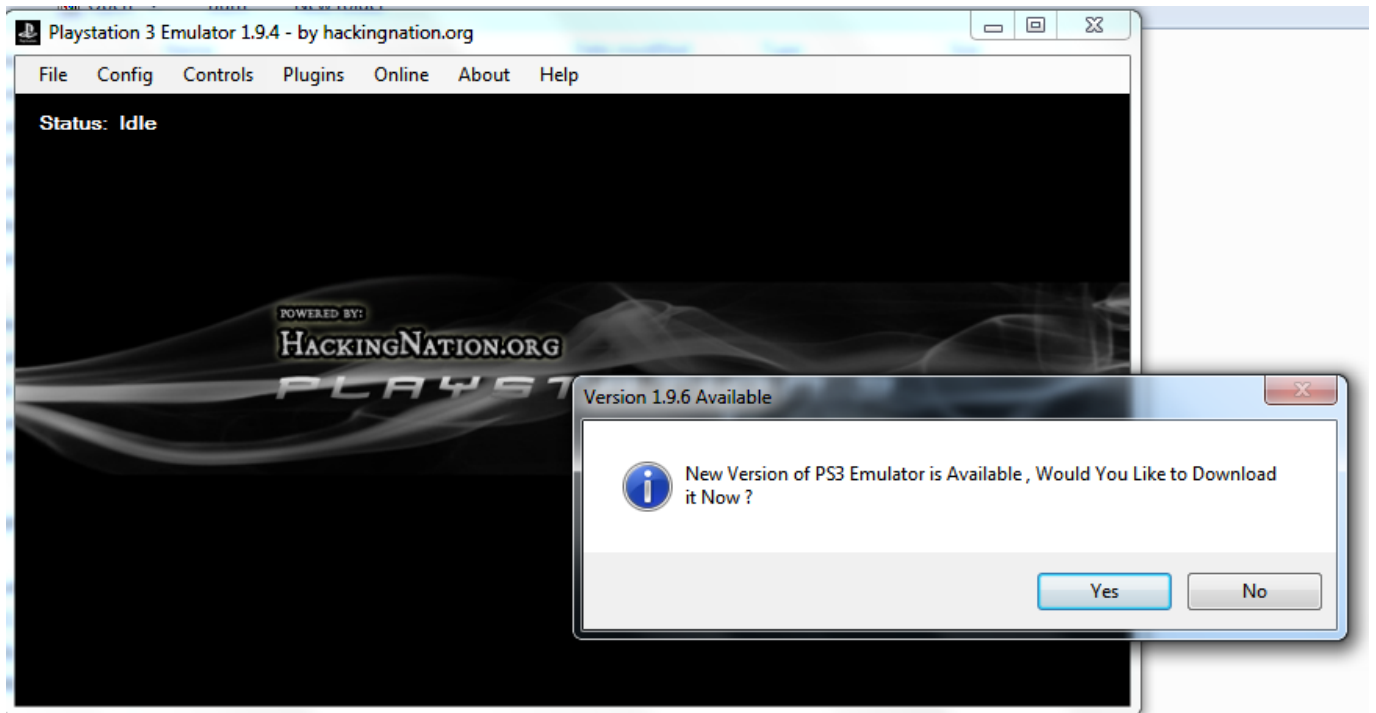 Playstation 3 Emulator 1.9.4 - by hackingnation.org
File Config Controls Plugins Online About Help
Status: Idle
POWERED BY:
HACKINGNATION.ORG
Version 1.9.6 Available
New Version of PS3 Emulator is Available , Would You Like to Download
it Now ?
Yes No